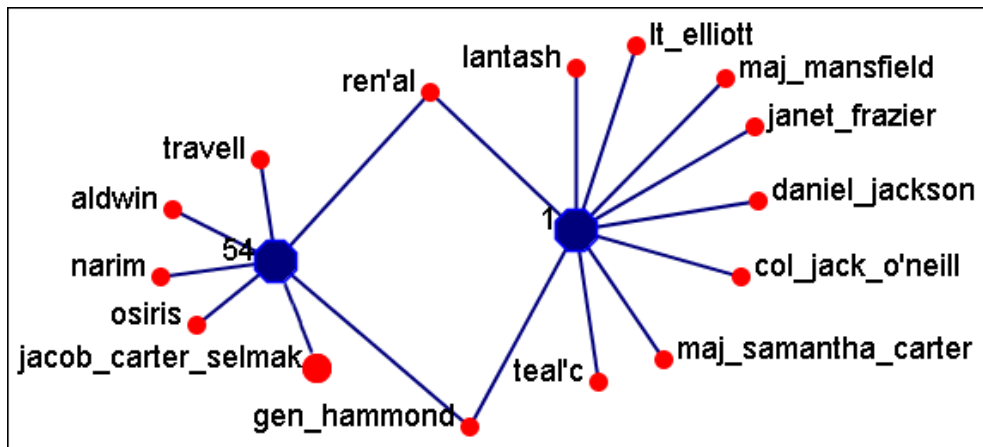 lt_elliott
lantash
maj_mansfield
ren'al
janet_frazier
travell
aldwin
daniel_jackson
1
54
narim
col_jack_o'neill
osiris
jacob_carter_selmak
maj_samantha_carter
teal'c
gen_hammond